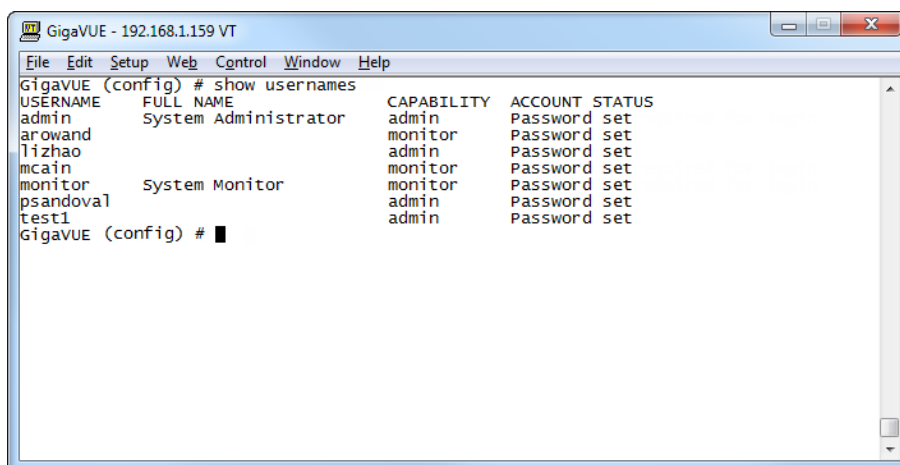 GigaVUE - 192.168.1.159 VT
File Edit Setup Web Control Window Help
GigaVUE (config) # show usernames
USERNAME FULL NAME CAPABILITY ACCOUNT STATUS
admin System Administrator admin Password set
arowand monitor Password set
lizhao admin Password set
mcain monitor Password set
monitor System Monitor monitor Password set
psandoval admin Password set
test1 admin Password set
GigaVUE (config) #